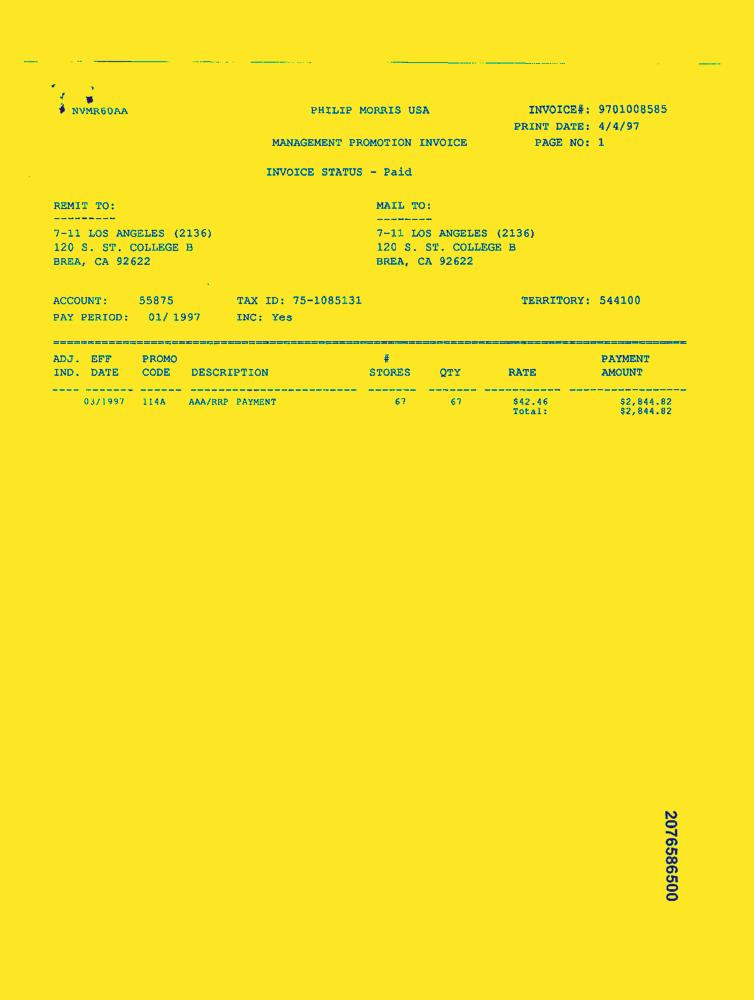 NVMR60AA PHILIP MORRIS USA INVOICE#: 9701008585
PRINT DATE: 4/4/97
MANAGEMENT PROMOTION INVOICE PAGE NO: 1
INVOICE STATUS - Paid
REMIT TO: MAIL TO:
--------- --------
7-11 LOS ANGELES (2136) 7-11 LOS ANGELES (2136)
120 S. ST. COLLEGE B 120 S. ST. COLLEGE B
BREA, CA 92622 BREA, CA 92622
ACCOUNT: 55875 TAX ID: 75-1085131 TERRITORY: 544100
PAY PERIOD: 01/ 1997 INC: Yes
ADJ. EFF PROMO # PAYMENT
IND. DATE CODE DESCRIPTION STORES QTY RATE AMOUNT
03/1997 114A AAA/RRP PAYMENT 67 67 $42.46 $2,844.82
Total: $2,844.82
2076586500